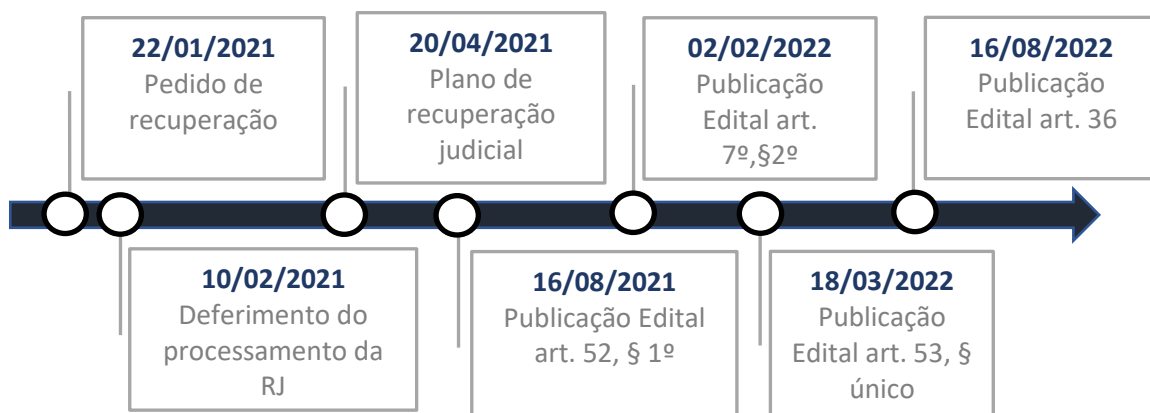 22/01/2021
Pedido de
recuperação
20/04/2021
Plano de
recuperação
judicial
02/02/2022
Publicação
Edital art.
7º,§2º
16/08/2022
Publicação
Edital art. 36
10/02/2021
Deferimento do
processamento da
RJ
16/08/2021
Publicação Edital
art. 52, § 1º
18/03/2022
Publicação
Edital art. 53, §
único